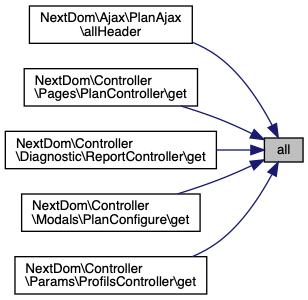 NextDom\Ajax\PlanAjax
\allHeader
NextDom\Controller
\Pages\PlanController\get
NextDom\Controller
\Diagnostic\ReportController\get
all
NextDom\Controller
\Modals\PlanConfigure\get
NextDom\Controller
\Params\ProfilsController\get